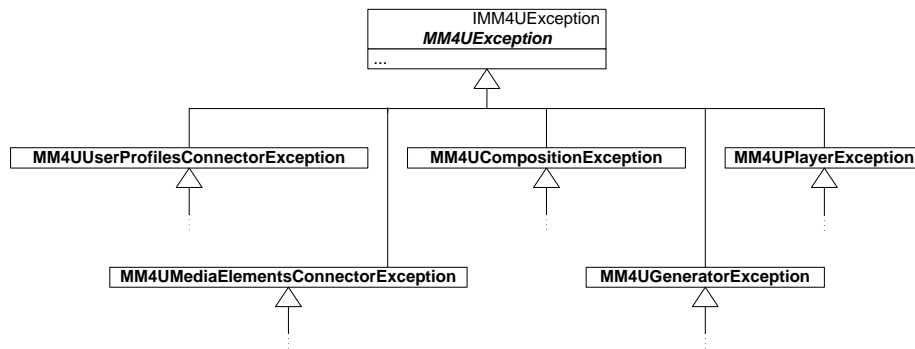 IMM4UException
MM4UException
...
MM4UUserProfilesConnectorException
MM4UCompositionException
MM4UPlayerException
MM4UMediaElementsConnectorException
MM4UGeneratorException